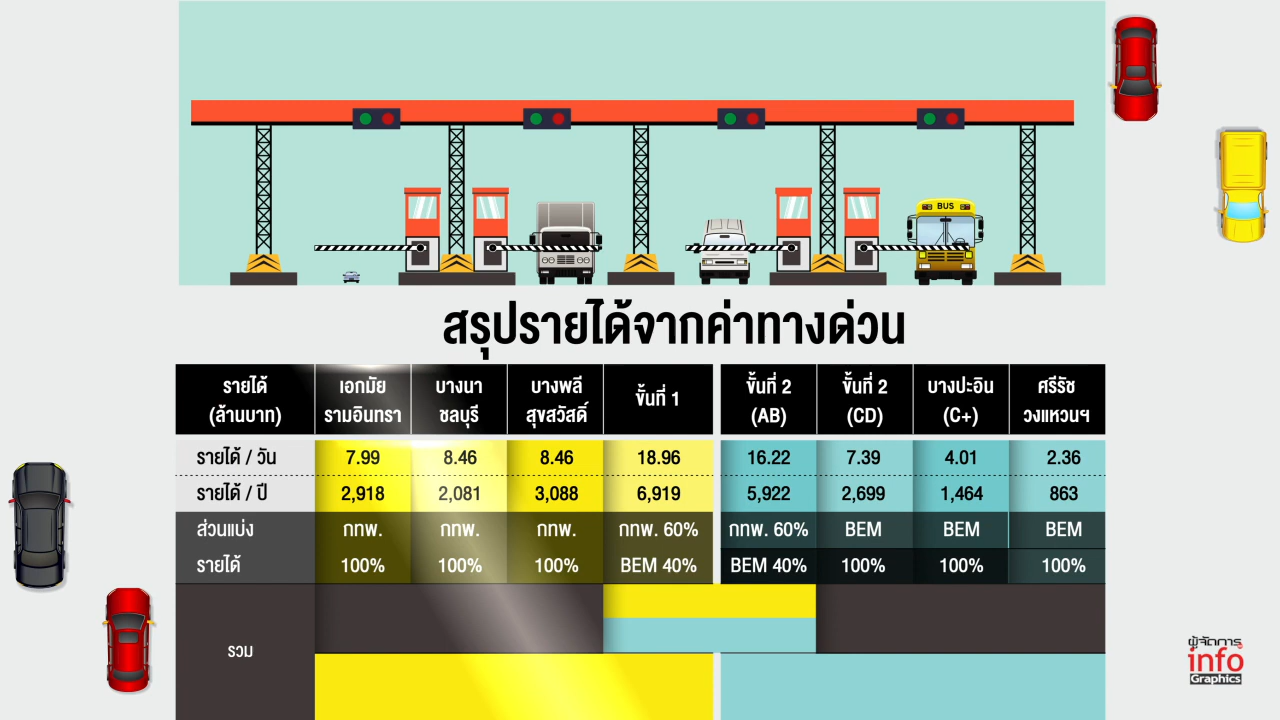 BUS
สรุปรายได้จากค่าทางด่วน
รายได้ (ล้านบาท) เอกมัย รามอินทรา บางนา ชลบุรี บางพลี สุขสวัสดิ์ ขั้นที่ 1 ขั้นที่ 2 (AB) ขั้นที่ 2 (CD) บางปะอิน (C+) ศรีรัช วงแหวนฯ
รายได้ / วัน 7.99 8.46 8.46 18.96 16.22 7.39 4.01 2.36
รายได้ / ปี 2,918 2,081 3,088 6,919 5,922 2,699 1,464 863
ส่วนแบ่ง กทพ. กทพ. กทพ. กทพ. 60% กทพ. 60% BEM BEM BEM
รายได้ 100% 100% 100% BEM 40% BEM 40% 100% 100% 100%
รวม
ผู้จัดการ
info
Graphics